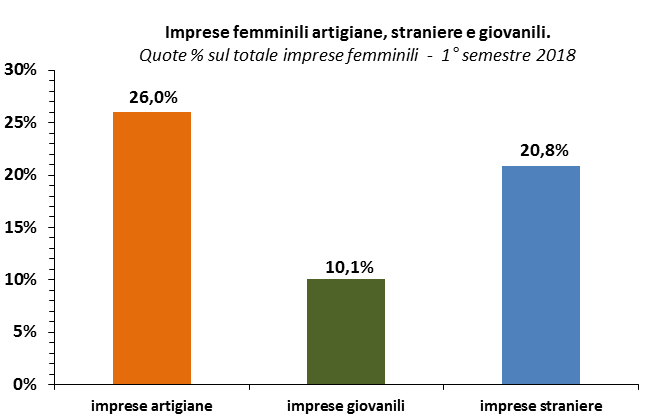 Imprese femminili artigiane, straniere e giovanili.
Quote % sul totale imprese femminili - 1° semestre 2018
30%
25%
20%
15%
10%
5%
0%
26,0%
10,1%
20,8%
imprese artigiane
imprese giovanili
imprese straniere